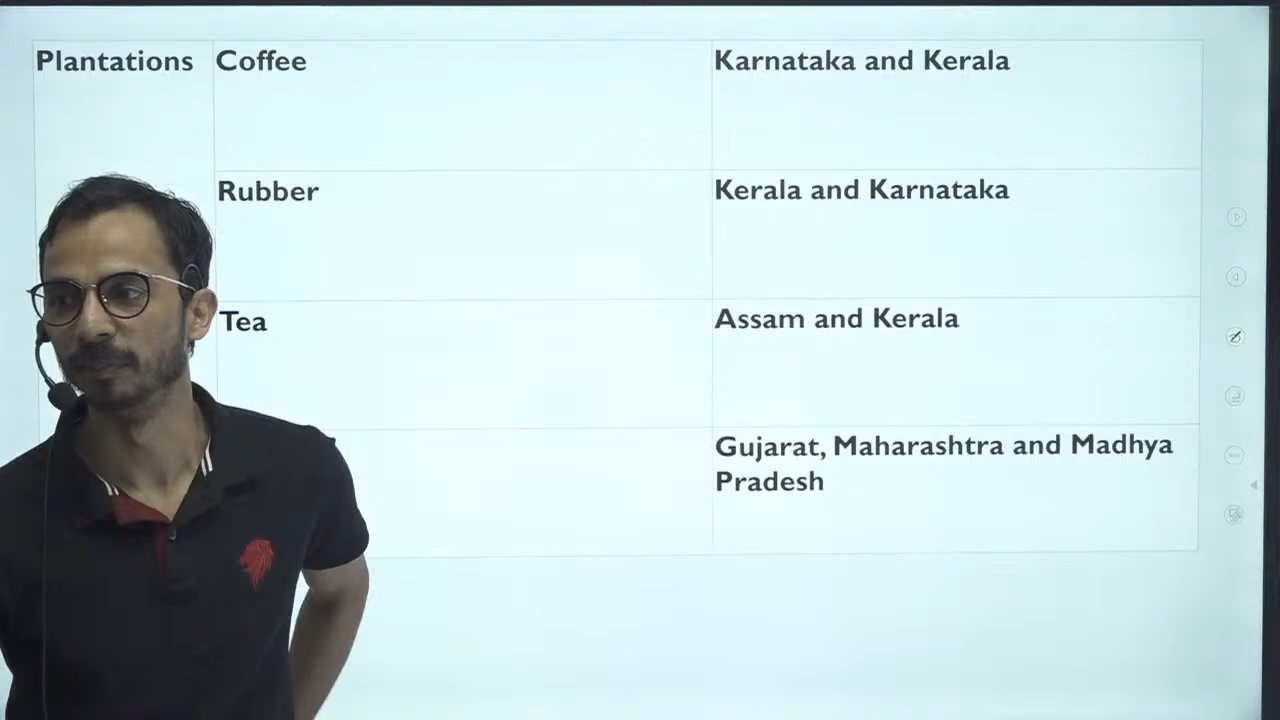 Plantations Coffee Karnataka and Kerala
Rubber Kerala and Karnataka
Tea Assam and Kerala
Gujarat, Maharashtra and Madhya
Pradesh